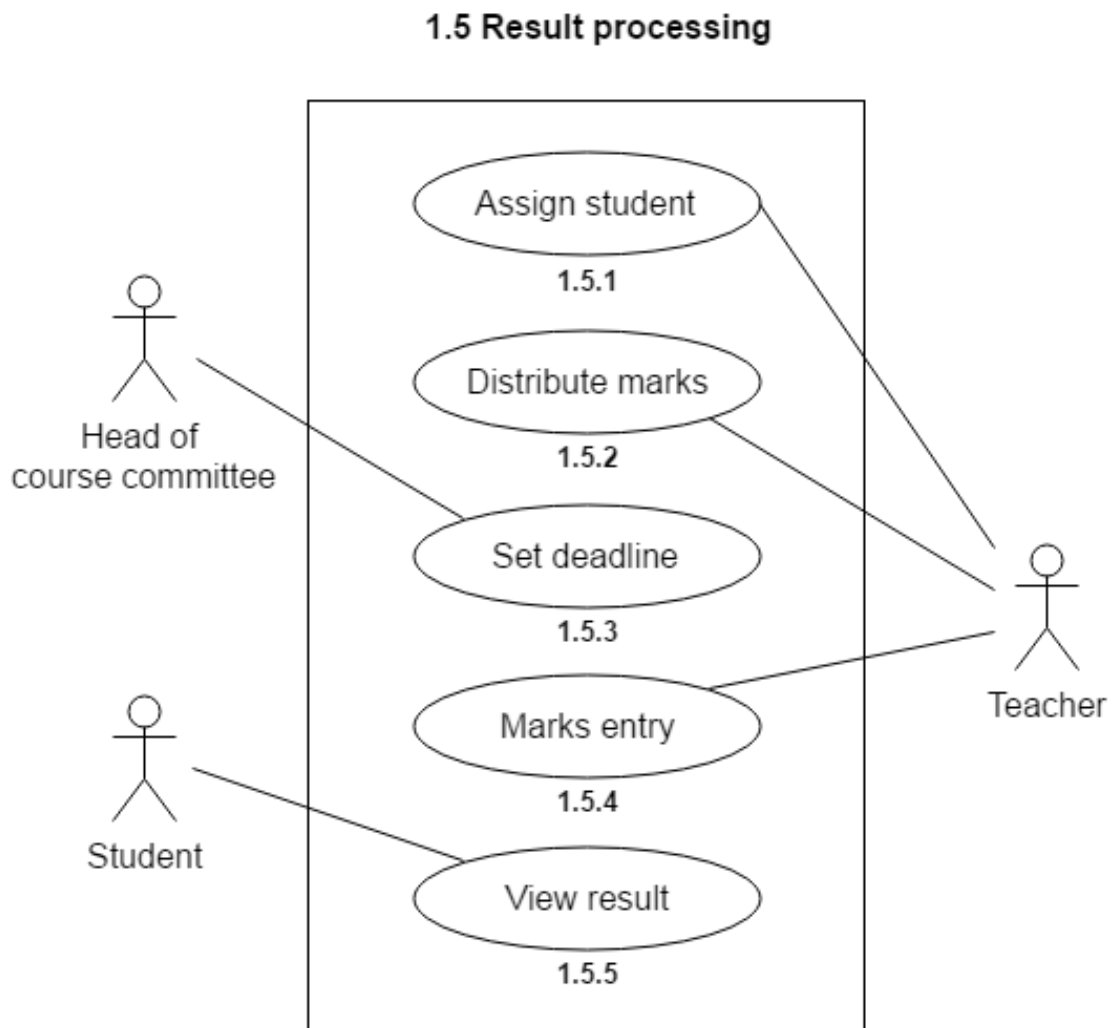 1.5 Result processing
Assign student
1.5.1
Distribute marks
1.5.2
Head of
course committee
Set deadline
1.5.3
Marks entry
1.5.4
Teacher
Student
View result
1.5.5